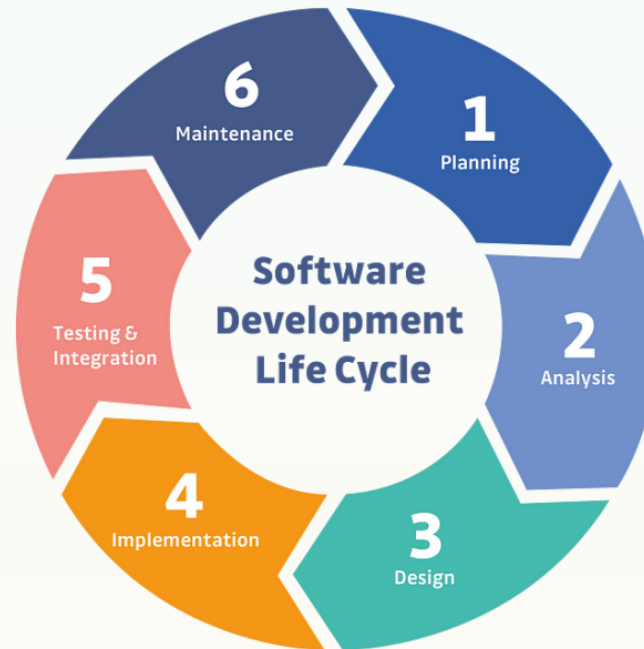 Software
Development
Life Cycle
1
Planning
2
Analysis
3
Design
4
Implementation
5
Testing &
Integration
6
Maintenance